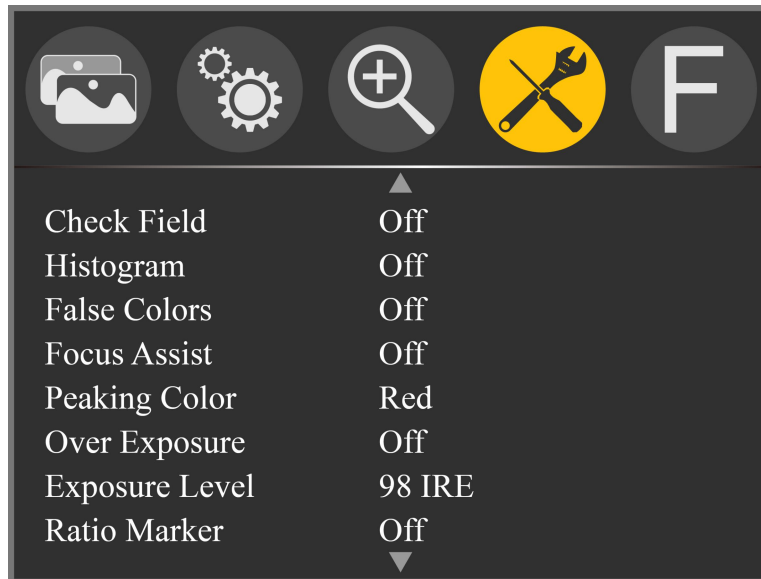 F
Check Field Off
Histogram Off
False Colors Off
Focus Assist Off
Peaking Color Red
Over Exposure Off
Exposure Level 98 IRE
Ratio Marker Off